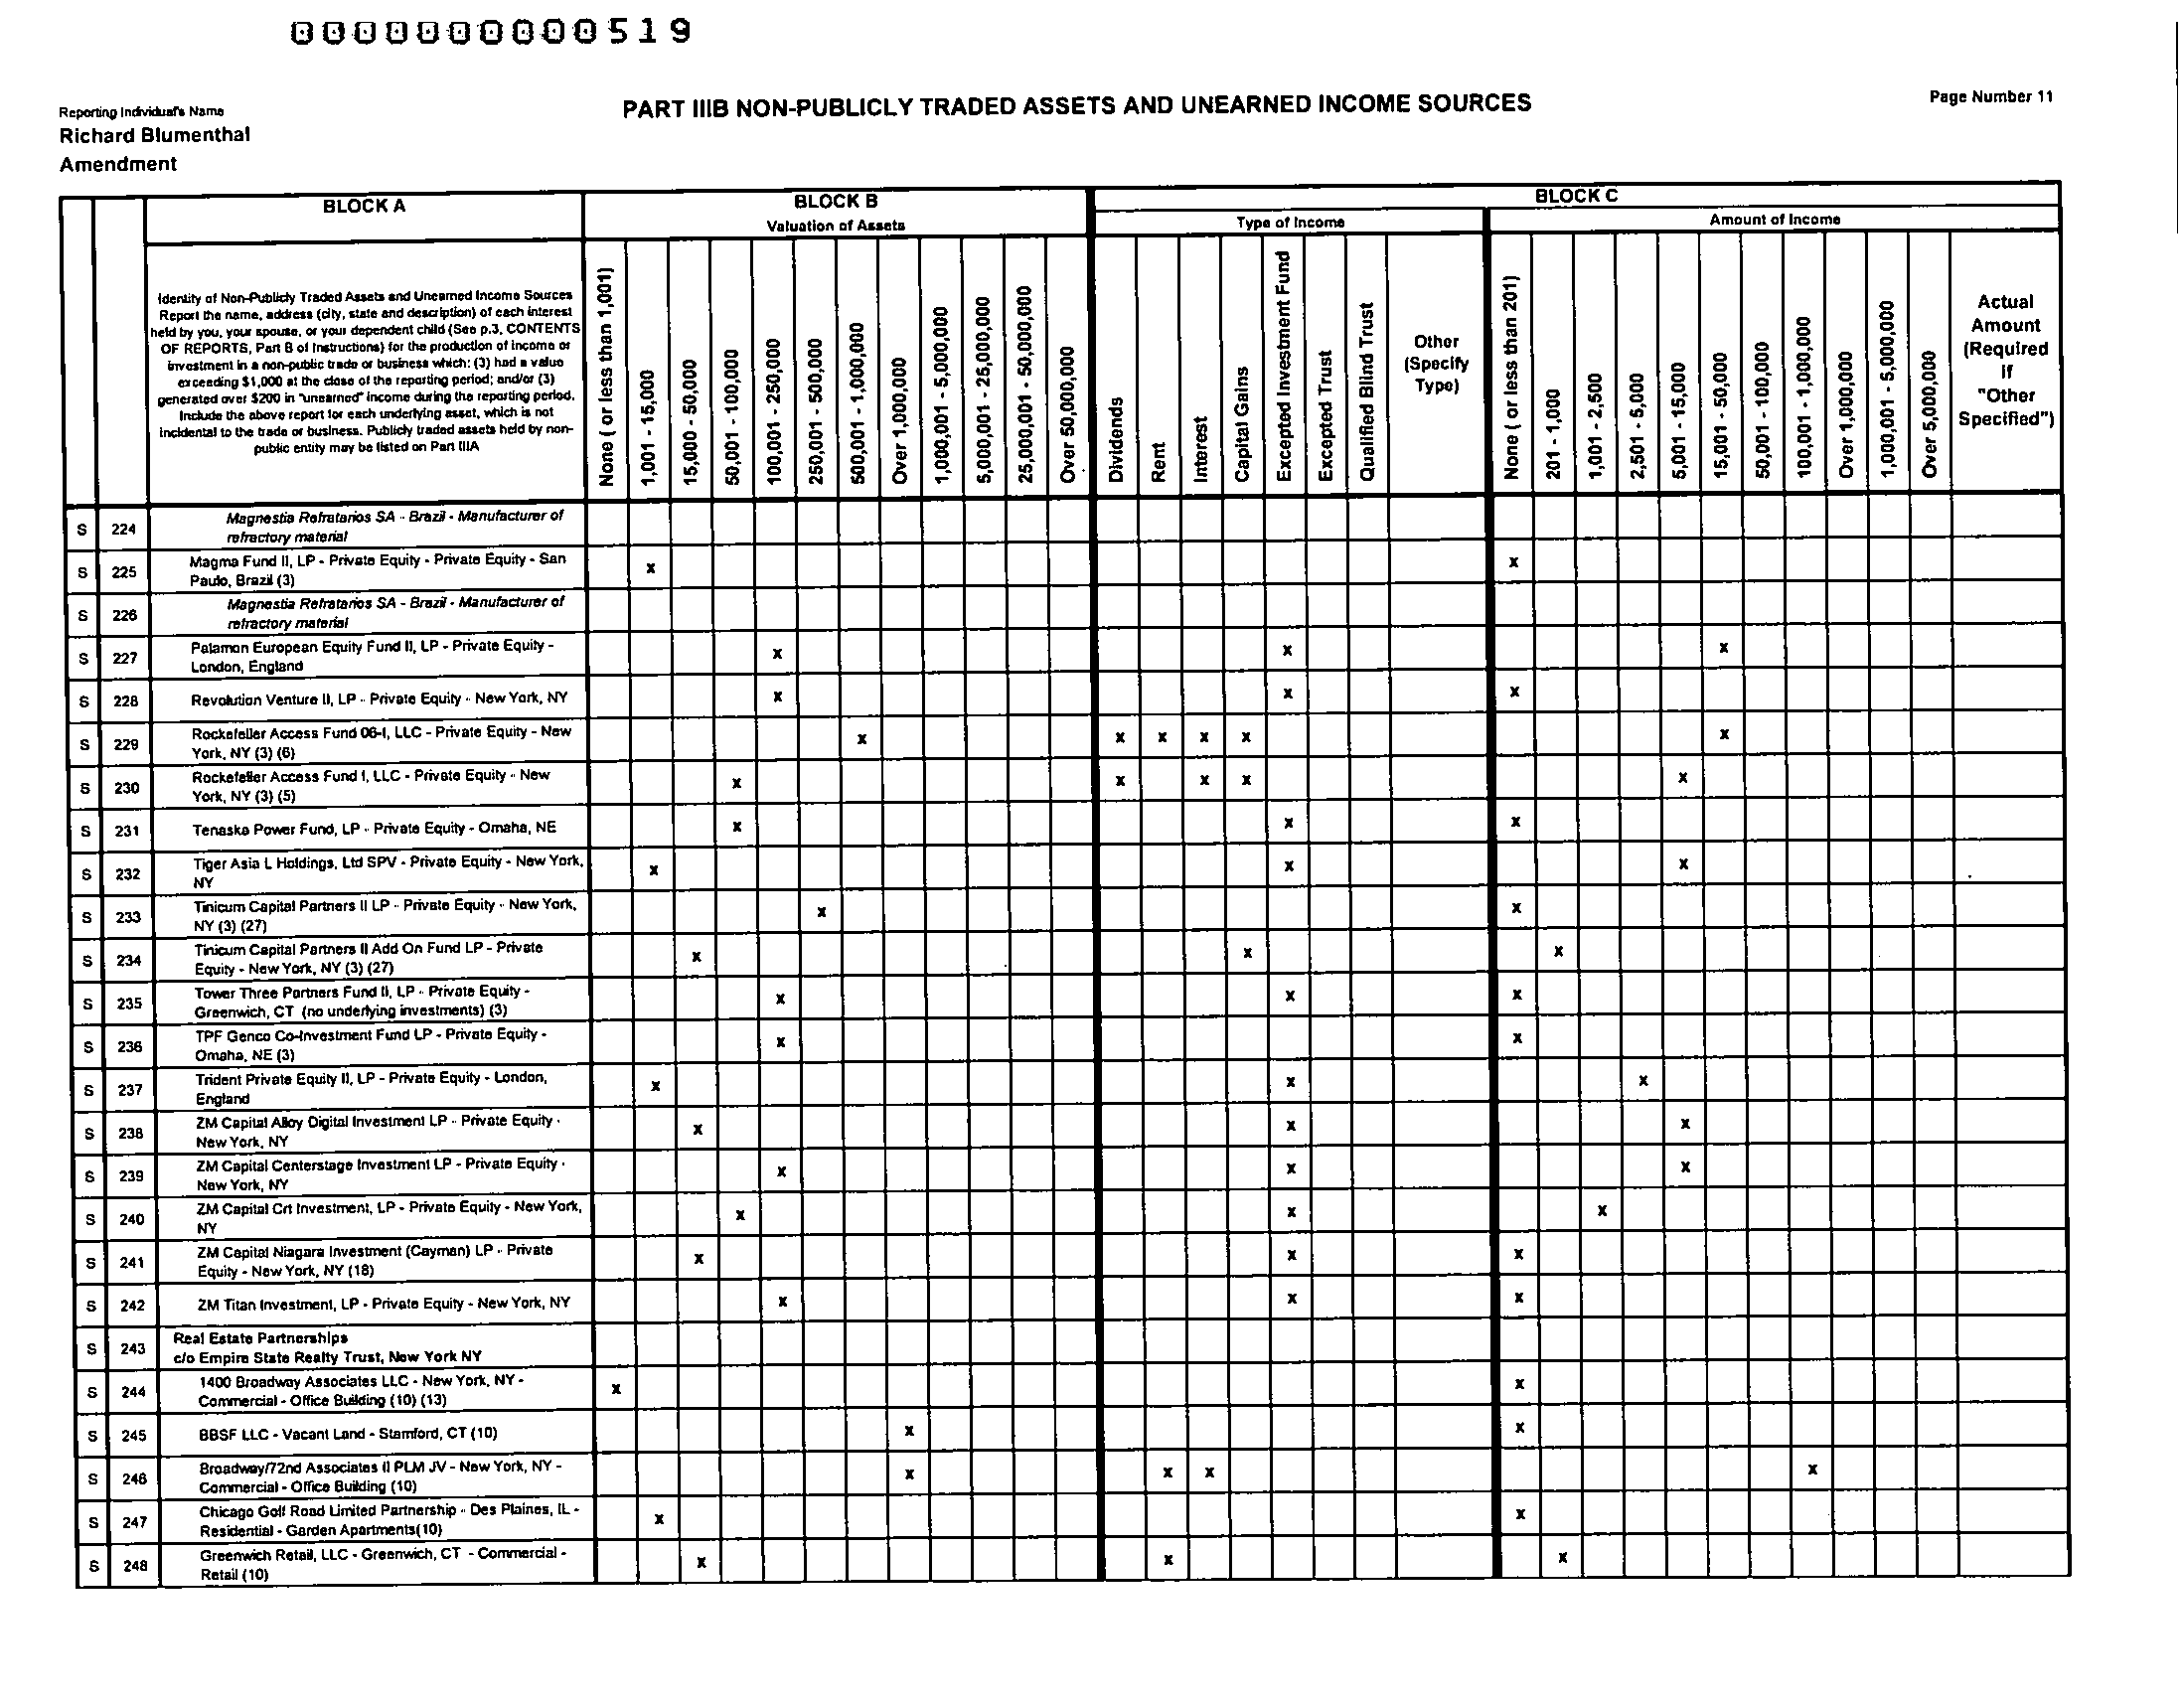 0000000000519
Reporting Individual's Name
Richard Blumenthal
Amendment
PART IIIB NON-PUBLICLY TRADED ASSETS AND UNEARNED INCOME SOURCES
Page Number 11
BLOCK A
BLOCK B
Valuation of Assets
BLOCK C
Type of Income
Amount of Income
Identity of Non-Publicly Traded Assets and Unearned Income Sources
Report the name, address (city, state and description) of each interest
held by you, your spouse, or your dependent child (See p.3, CONTENTS
OF REPORTS, Part B of Instructions) for the production of income or
investment in a non-public trade or business which: (3) had a value
exceeding $1,000 at the close of the reporting period; and/or (3)
generated over $200 in "unearned" income during the reporting period.
Include the above report for each underlying asset, which is not
incidental to the trade or business. Publicly traded assets held by non-
public entity may be listed on Part IIIA
None ( or less than 1,001)
1,001 - 15,000
15,000 - 50,000
50,001 - 100,000
100,001 - 250,000
250,001 - 500,000
500,001 - 1,000,000
Over 1,000,000
1,000,001 - 5,000,000
5,000,001 - 25,000,000
25,000,001 - 50,000,000
Over 50,000,000
Dividends
Rent
Interest
Capital Gains
Excepted Investment Fund
Excepted Trust
Qualified Blind Trust
Other
(Specify
Type)
None ( or less than 201)
201 - 1,000
1,001 - 2,500
2,501 - 5,000
5,001 - 15,000
15,001 - 50,000
50,001 - 100,000
100,001 - 1,000,000
Over 1,000,000
1,000,001 - 5,000,000
Over 5,000,000
Actual
Amount
(Required
If
"Other
Specified")
S 224 Magnestia Refratarios SA - Brazil - Manufacturer of
refractory material
S 225 Magma Fund II, LP - Private Equity - Private Equity - San x x
Paulo, Brazil (3)
S 226 Magnestia Refratarios SA - Brazil - Manufacturer of
refractory material
S 227 Palamon European Equity Fund II, LP - Private Equity - x x x
London, England
S 228 Revolution Venture II, LP - Private Equity - New York, NY x x x
S 229 Rockefeller Access Fund 06-I, LLC - Private Equity - New x x x x x x
York, NY (3) (6)
S 230 Rockefeller Access Fund I, LLC - Private Equity - New x x x x x
York, NY (3) (5)
S 231 Tenaska Power Fund, LP - Private Equity - Omaha, NE x x x
S 232 Tiger Asia L Holdings, Ltd SPV - Private Equity - New York, x x x
NY
S 233 Tinicum Capital Partners II LP - Private Equity - New York, x x
NY (3) (27)
S 234 Tinicum Capital Partners II Add On Fund LP - Private x x x
Equity - New York, NY (3) (27)
S 235 Tower Three Partners Fund II, LP - Private Equity - x x x
Greenwich, CT (no underlying investments) (3)
S 236 TPF Genco Co-Investment Fund LP - Private Equity - x x
Omaha, NE (3)
S 237 Trident Private Equity II, LP - Private Equity - London, x x x
England
S 238 ZM Capital Alloy Digital Investment LP - Private Equity - x x x
New York, NY
S 239 ZM Capital Centerstage Investment LP - Private Equity - x x x
New York, NY
S 240 ZM Capital Crt Investment, LP - Private Equity - New York, x x x
NY
S 241 ZM Capital Niagara Investment (Cayman) LP - Private x x x
Equity - New York, NY (18)
S 242 ZM Titan Investment, LP - Private Equity - New York, NY x x x
S 243 Real Estate Partnerships
c/o Empire State Realty Trust, New York NY
S 244 1400 Broadway Associates LLC - New York, NY - x x
Commercial - Office Building (10) (13)
S 245 BBSF LLC - Vacant Land - Stamford, CT (10) x x
S 246 Broadway/72nd Associates II PLM JV - New York, NY - x x x x
Commercial - Office Building (10)
S 247 Chicago Golf Road Limited Partnership - Des Plaines, IL - x x
Residential - Garden Apartments(10)
S 248 Greenwich Retail, LLC - Greenwich, CT - Commercial - x x x
Retail (10)